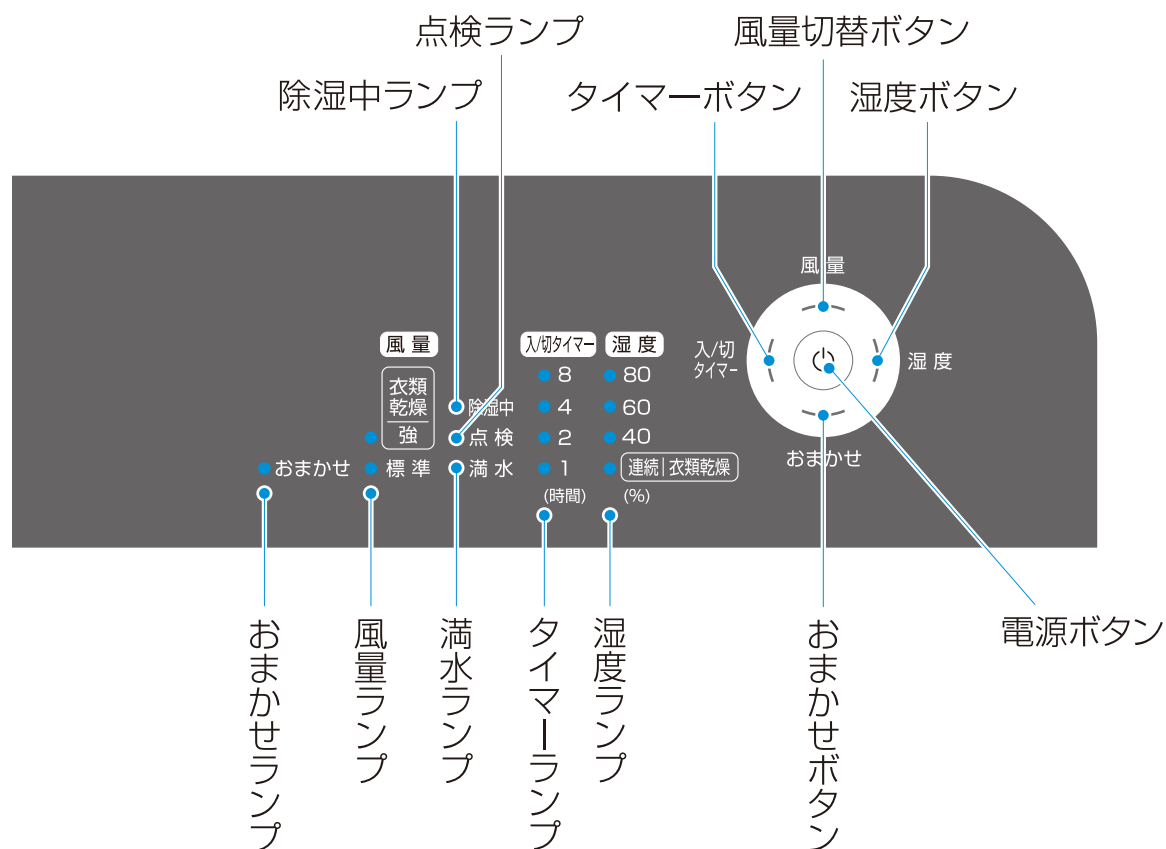 点検ランプ
風量切替ボタン
除湿中ランプ
タイマーボタン
湿度ボタン
風量
入/切
タイマー
湿度
おまかせ
風量
入/切タイマー
湿度
衣類
乾燥
強
標準
おまかせ
除湿中
点検
満水
8
4
2
1
(時間)
80
60
40
連続|衣類乾燥
(%)
おまかせランプ
風量ランプ
満水ランプ
タイマーランプ
湿度ランプ
おまかせボタン
電源ボタン